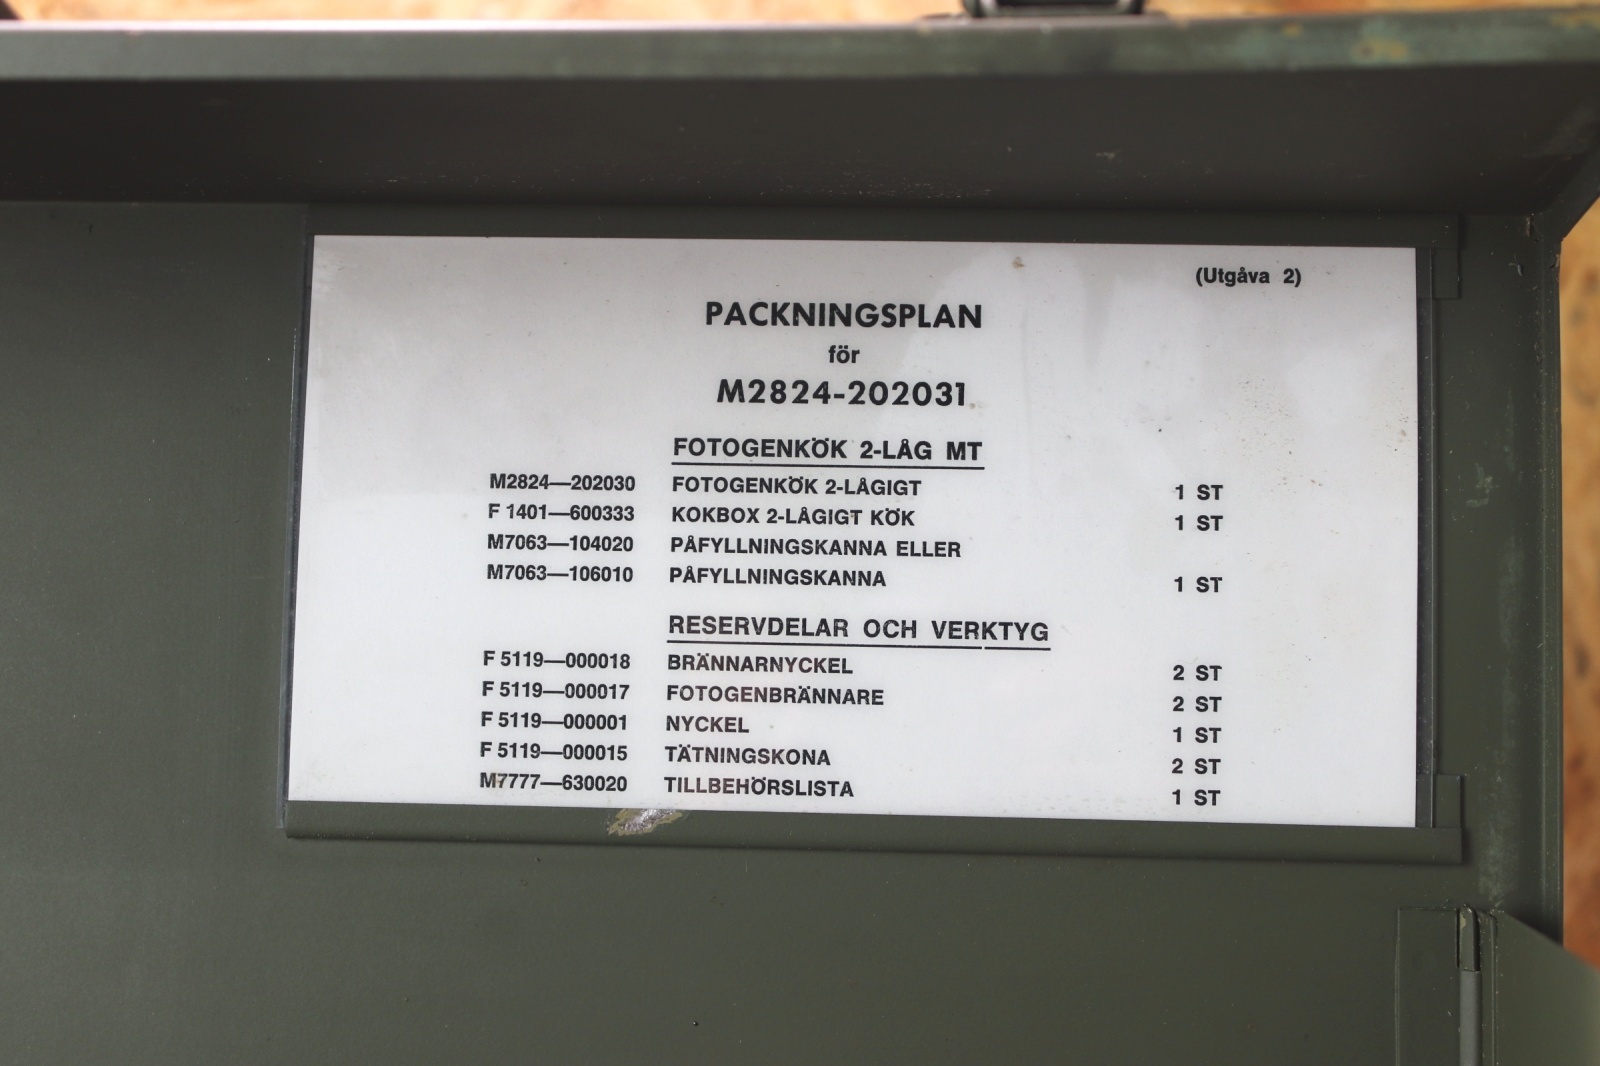 (Utgåva 2)
PACKNINGSPLAN
för
M2824-202031
FOTOGENKÖK 2-LÅG MT
M2824—202030 FOTOGENKÖK 2-LÅGIGT 1 ST
F 1401—600333 KOKBOX 2-LÅGIGT KÖK 1 ST
M7063—104020 PÅFYLLNINGSKANNA ELLER
M7063—106010 PÅFYLLNINGSKANNA 1 ST
RESERVDELAR OCH VERKTYG
F 5119—000018 BRÄNNARNYCKEL 2 ST
F 5119—000017 FOTOGENBRÄNNARE 2 ST
F 5119—000001 NYCKEL 1 ST
F 5119—000015 TÄTNINGSKONA 2 ST
M7777—630020 TILLBEHÖRSLISTA 1 ST